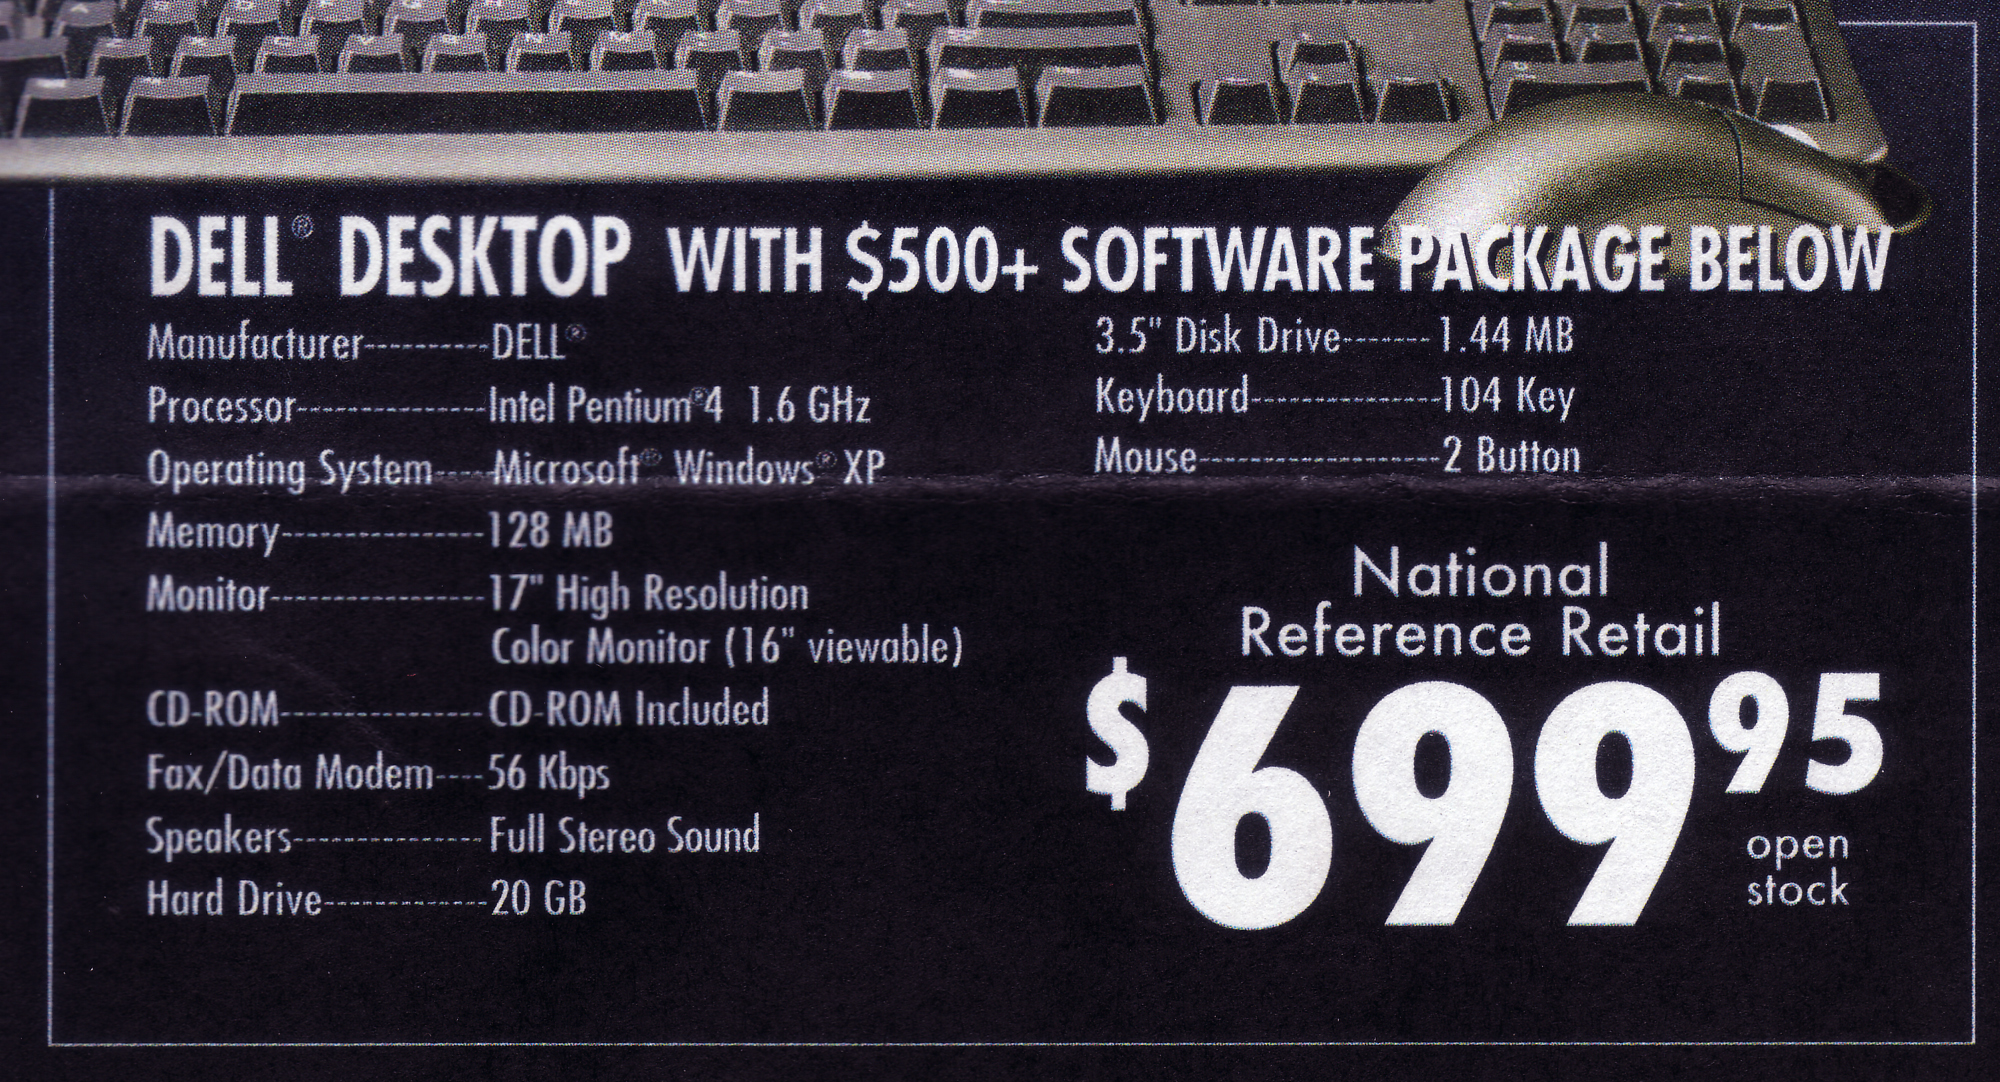 DELL® DESKTOP WITH $500+ SOFTWARE PACKAGE BELOW
Manufacturer----------DELL®
Processor---------------Intel Pentium®4 1.6 GHz
Operating System-----Microsoft® Windows® XP
Memory----------------128 MB
Monitor-----------------17" High Resolution
Color Monitor (16" viewable)
CD-ROM----------------CD-ROM Included
Fax/Data Modem----56 Kbps
Speakers---------------Full Stereo Sound
Hard Drive-------------20 GB
3.5" Disk Drive-------1.44 MB
Keyboard---------------104 Key
Mouse-------------------2 Button
National
Reference Retail
$699 95
open
stock